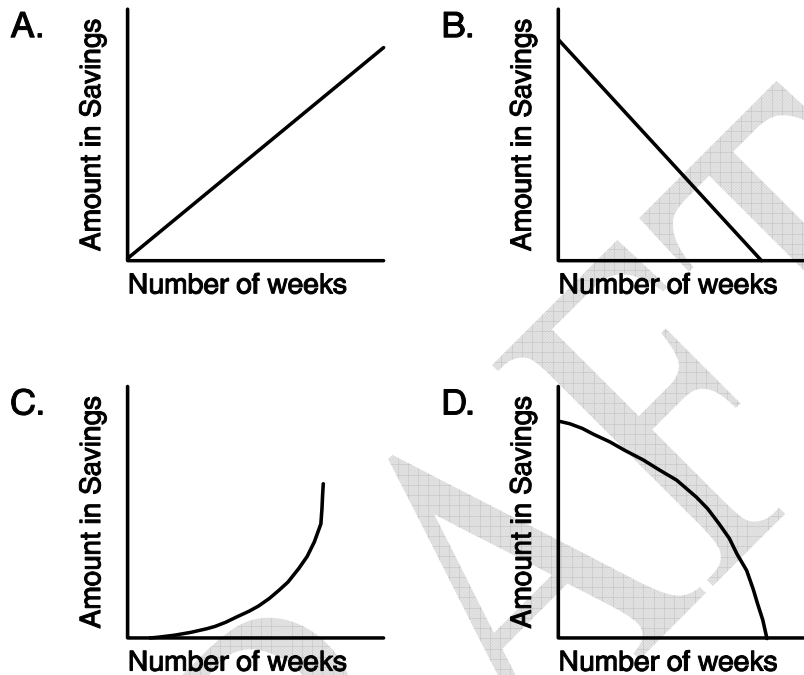 A.
Amount in Savings
Number of weeks
B.
Amount in Savings
Number of weeks
C.
Amount in Savings
Number of weeks
D.
Amount in Savings
Number of weeks
AFT